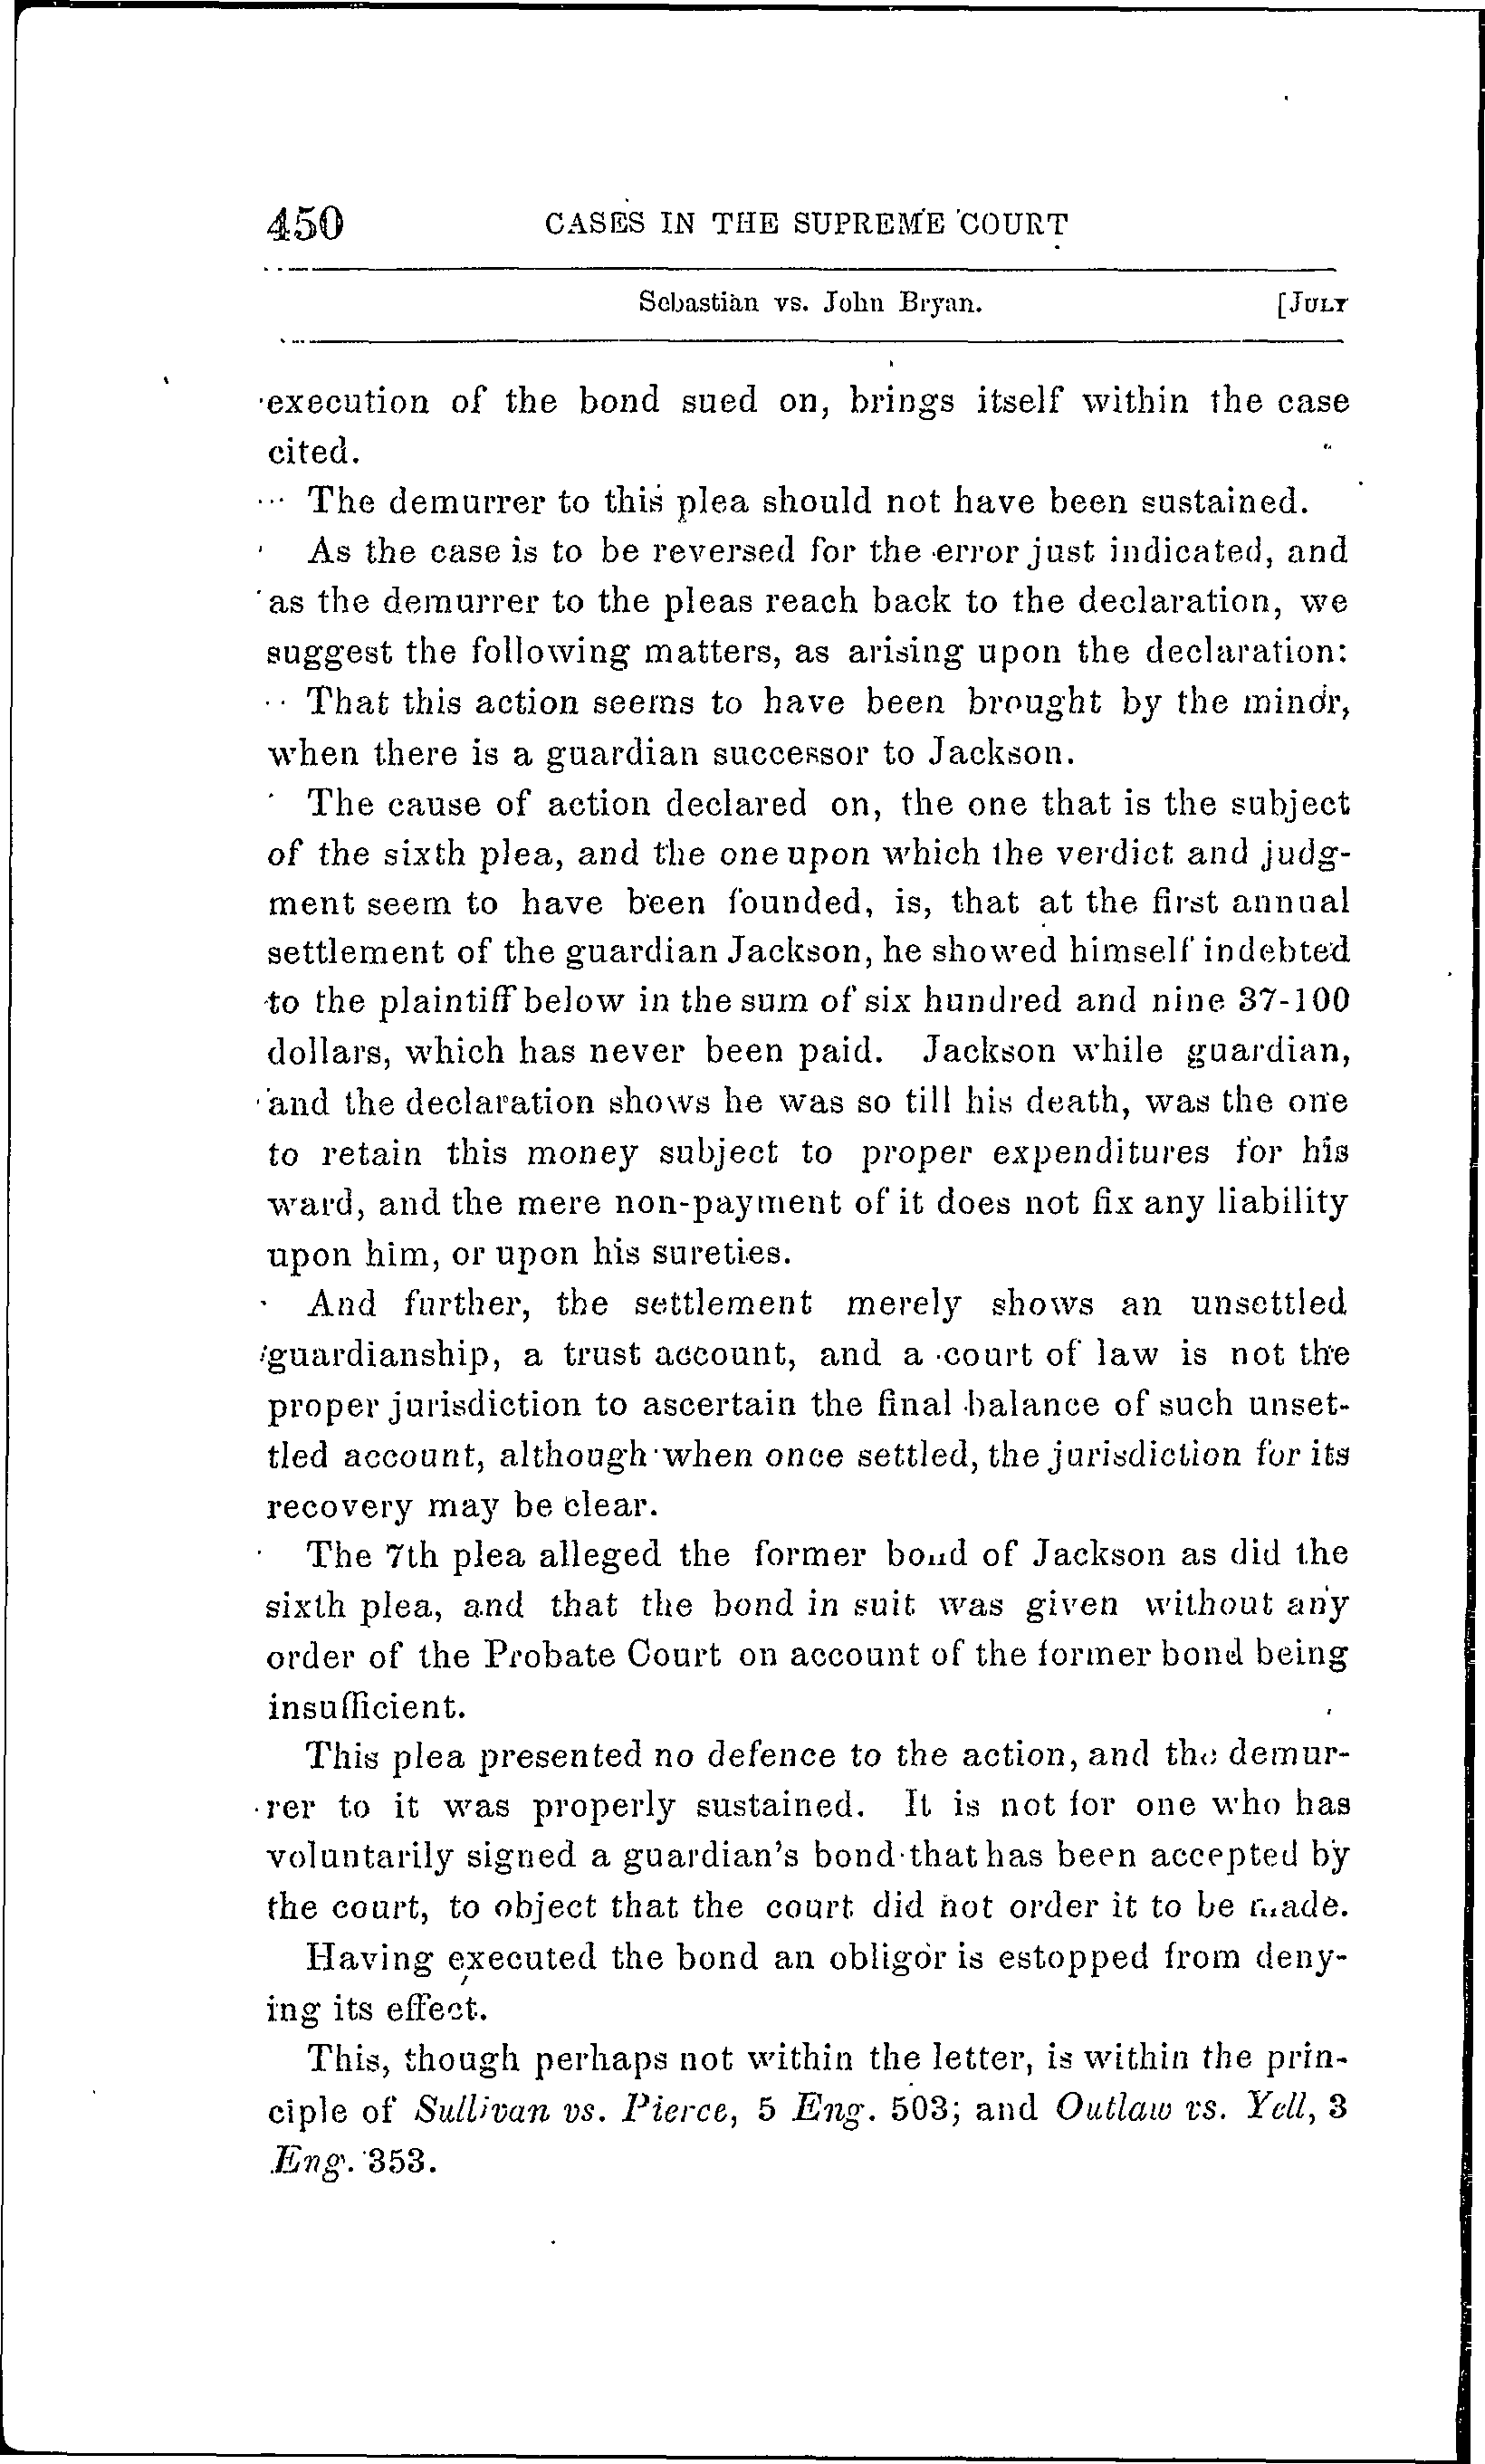 450 CASES IN THE SUPREME COURT
Sebastian vs. John Bryan. [JULY
execution of the bond sued on, brings itself within the case
cited.
The demurrer to this plea should not have been sustained.
As the case is to be reversed for the error just indicated, and
as the demurrer to the pleas reach back to the declaration, we
suggest the following matters, as arising upon the declaration:
That this action seems to have been brought by the minor,
when there is a guardian successor to Jackson.
The cause of action declared on, the one that is the subject
of the sixth plea, and the one upon which the verdict and judg-
ment seem to have been founded, is, that at the first annual
settlement of the guardian Jackson, he showed himself indebted
to the plaintiff below in the sum of six hundred and nine 37-100
dollars, which has never been paid. Jackson while guardian,
and the declaration shows he was so till his death, was the one
to retain this money subject to proper expenditures for his
ward, and the mere non-payment of it does not fix any liability
upon him, or upon his sureties.
And further, the settlement merely shows an unsettled
guardianship, a trust account, and a court of law is not the
proper jurisdiction to ascertain the final balance of such unset-
tled account, although when once settled, the jurisdiction for its
recovery may be clear.
The 7th plea alleged the former bond of Jackson as did the
sixth plea, and that the bond in suit was given without any
order of the Probate Court on account of the former bond being
insufficient.
This plea presented no defence to the action, and the demur-
rer to it was properly sustained. It is not for one who has
voluntarily signed a guardian's bond that has been accepted by
the court, to object that the court did not order it to be made.
Having executed the bond an obligor is estopped from deny-
ing its effect.
This, though perhaps not within the letter, is within the prin-
ciple of Sullivan vs. Pierce, 5 Eng. 503; and Outlaw vs. Yell, 3
Eng. 353.